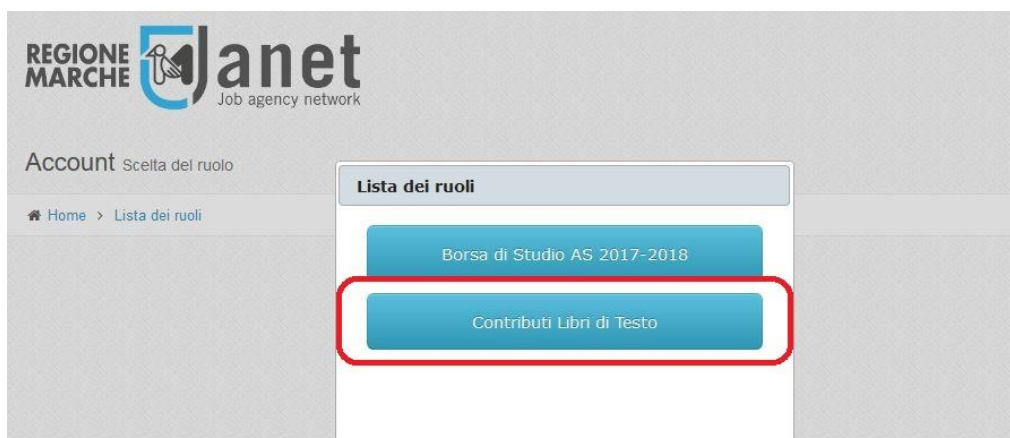 REGIONE
MARCHE
Janet
Job agency network
Account Scelta del ruolo
Home > Lista dei ruoli
Lista dei ruoli
Borsa di Studio AS 2017-2018
Contributi Libri di Testo